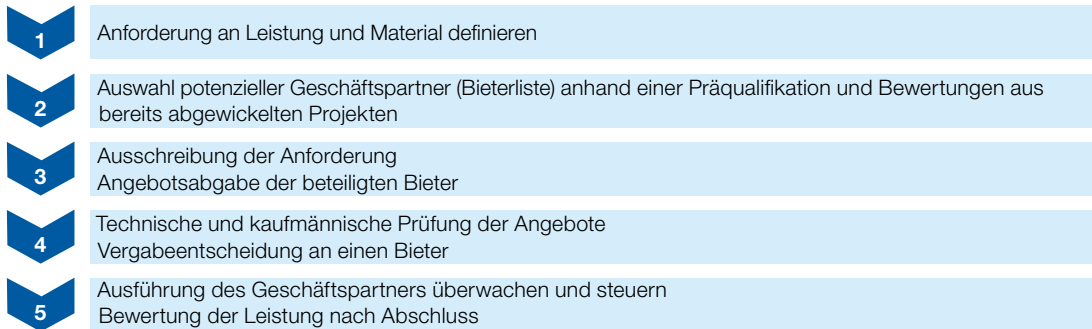 1 Anforderung an Leistung und Material definieren
2 Auswahl potenzieller Geschäftspartner (Bieterliste) anhand einer Präqualifikation und Bewertungen aus
bereits abgewickelten Projekten
3 Ausschreibung der Anforderung
Angebotsabgabe der beteiligten Bieter
4 Technische und kaufmännische Prüfung der Angebote
Vergabeentscheidung an einen Bieter
5 Ausführung des Geschäftspartners überwachen und steuern
Bewertung der Leistung nach Abschluss